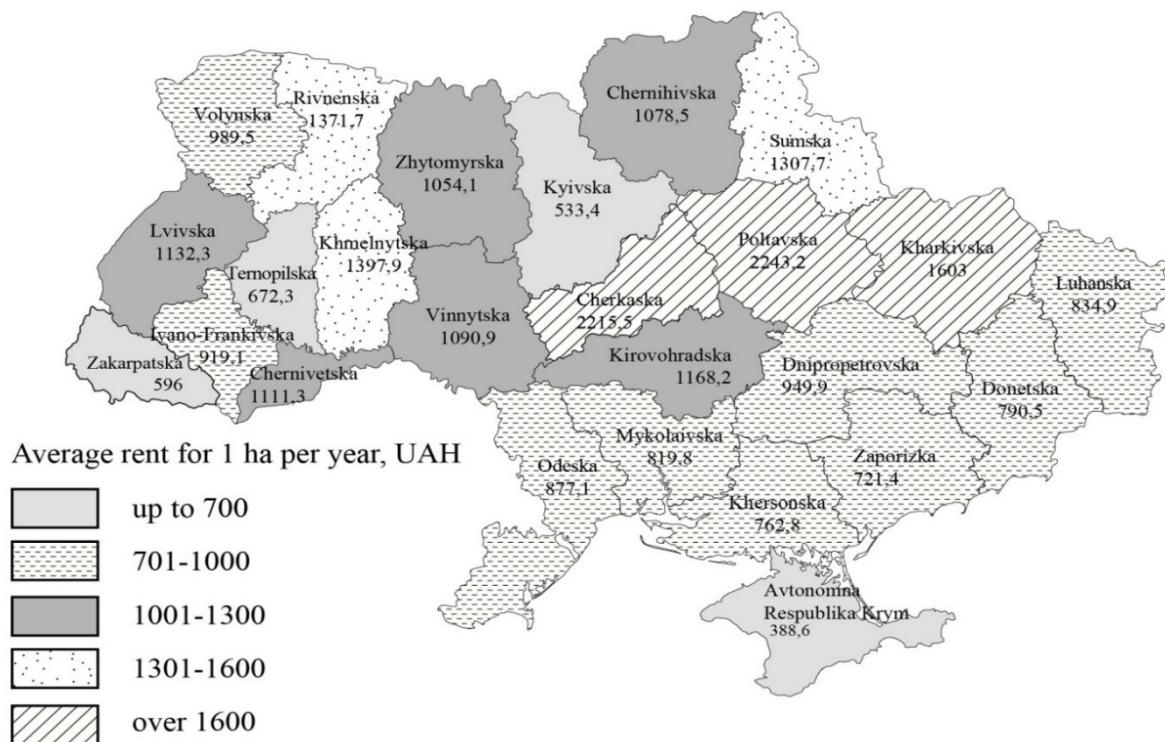 Chernihivska
1078,5
Rivnenska
1371,7
Volynska
989,5
Sumska
1307,7
Zhytomyrska
1054,1
Kyivska
533,4
Lvivska
1132,3
Khmelnytska
1397,9
Poltavska
2243,2
Kharkivska
1603
Ternopilska
672,3
Luhanska
834,9
Cherkaska
2215,5
Vinnytska
1090,9
Ivano-Frankivska
919,1
Kirovohradska
1168,2
Zakarpatska
596
Chernivetska
1111,3
Dnipropetrovska
949,9
Donetska
790,5
Mykolaivska
819,8
Zaporizka
721,4
Odeska
877,1
Khersonska
762,8
Avtonomna
Respublika Krym
388,6
Average rent for 1 ha per year, UAH
up to 700
701-1000
1001-1300
1301-1600
over 1600